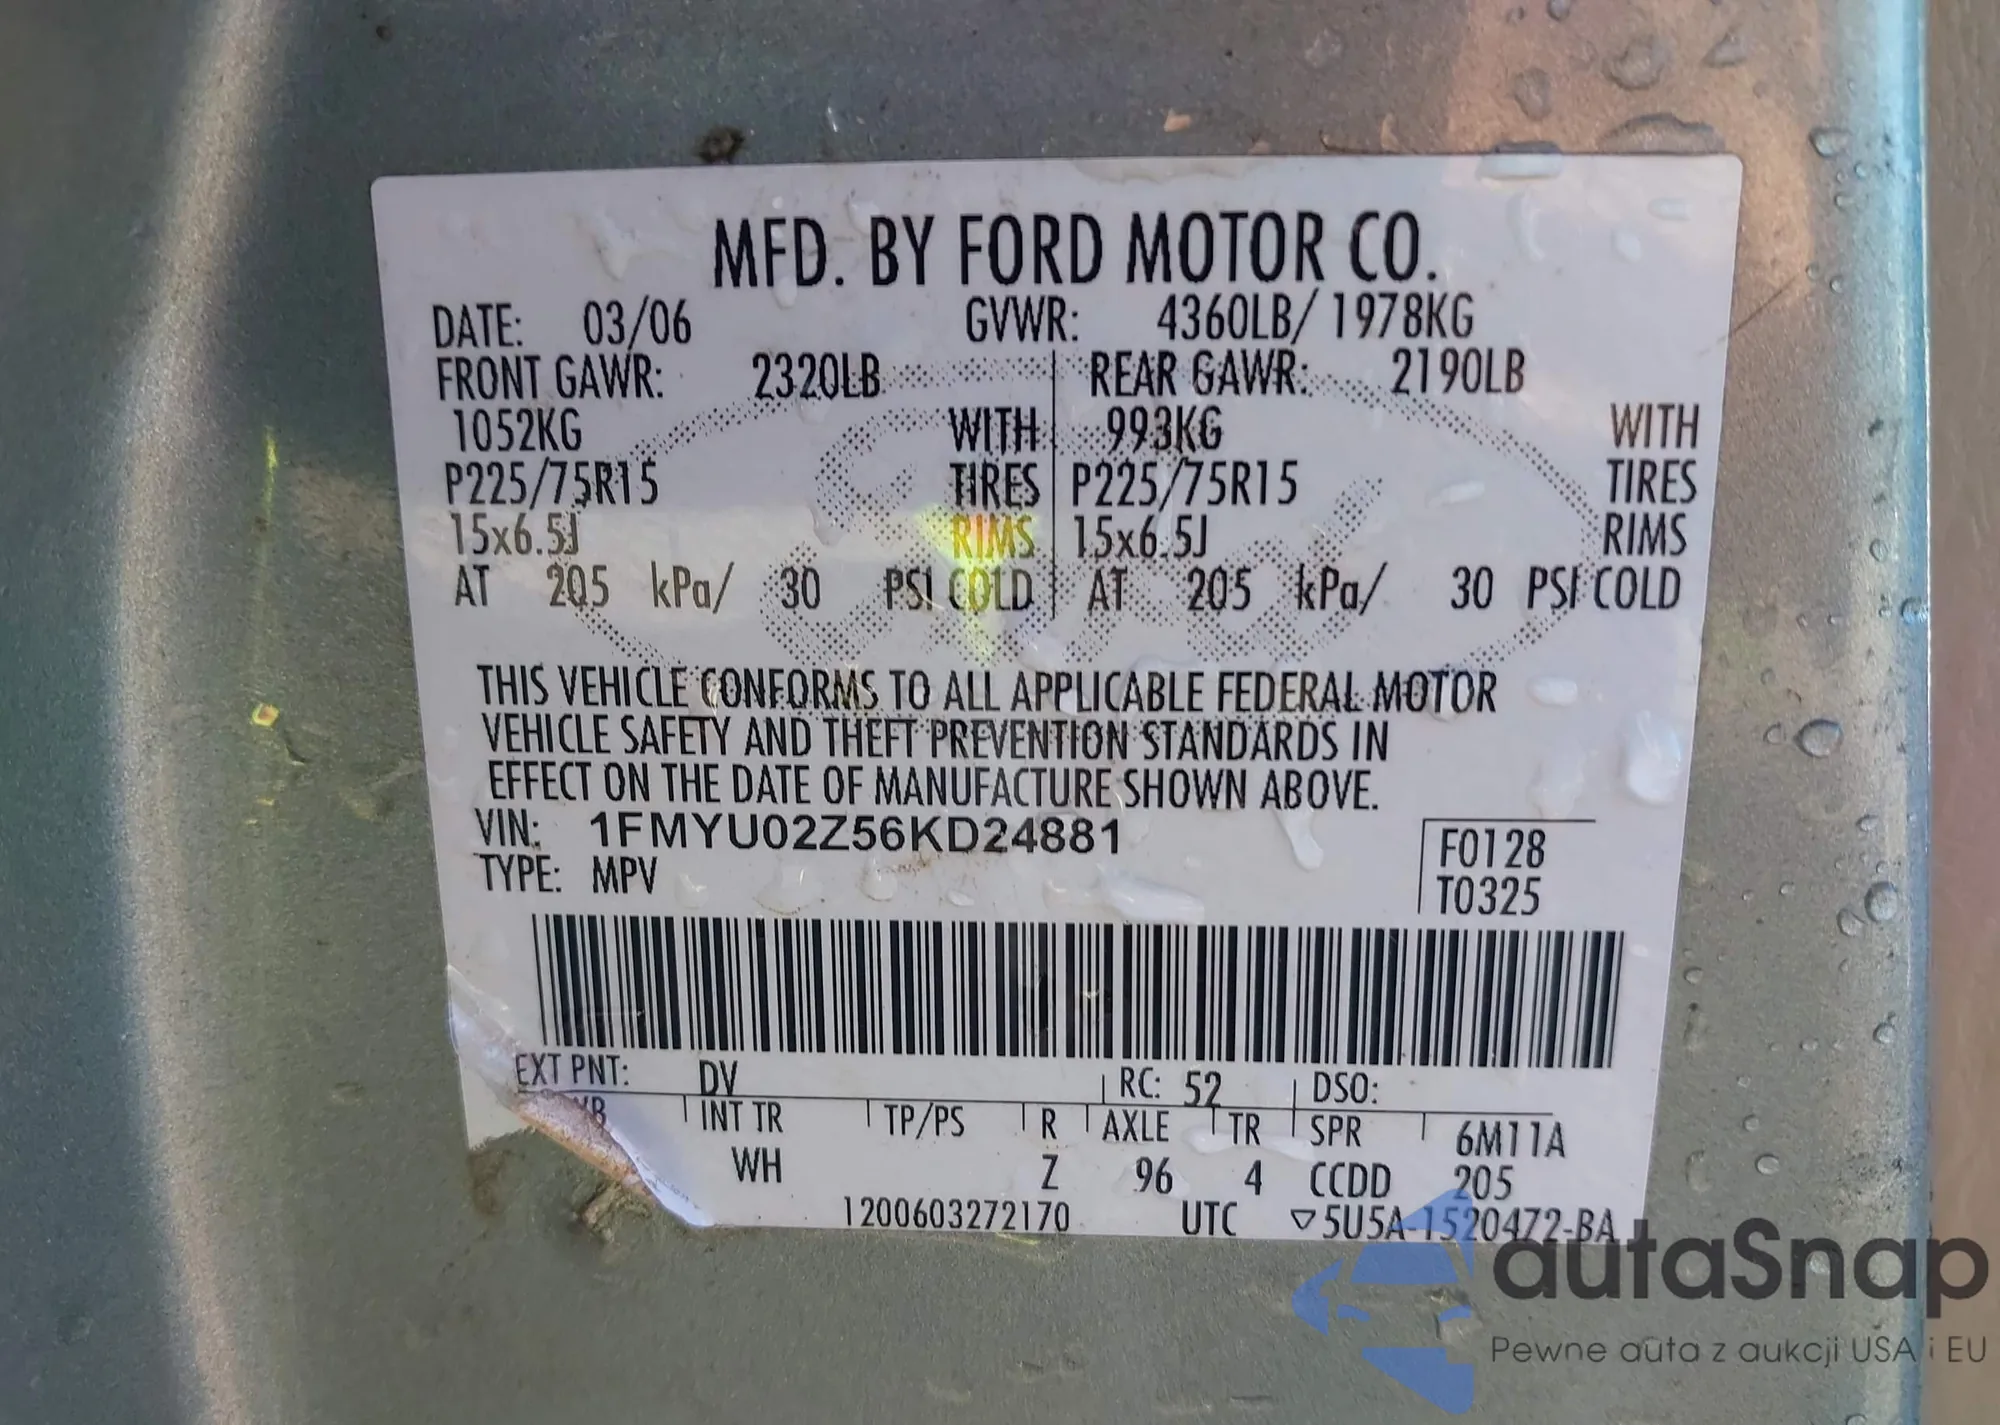 MFD. BY FORD MOTOR CO.
DATE: 03/06 GVWR: 4360LB/ 1978KG
FRONT GAWR: 2320LB REAR GAWR: 2190LB
1052KG WITH 993KG WITH
P225/75R15 TIRES P225/75R15 TIRES
15x6.5J RIMS 15x6.5J RIMS
AT 205 kPa/ 30 PSI COLD AT 205 kPa/ 30 PSI COLD
THIS VEHICLE CONFORMS TO ALL APPLICABLE FEDERAL MOTOR
VEHICLE SAFETY AND THEFT PREVENTION STANDARDS IN
EFFECT ON THE DATE OF MANUFACTURE SHOWN ABOVE.
VIN: 1FMYU02Z56KD24881
TYPE: MPV
F0128
T0325
EXT PNT: DV RC: 52 DSO:
INT TR TP/PS R AXLE TR SPR 6M11A
WH Z 96 4 CCDD 205
1200603272170 UTC ▽5U5A-1520472-BA
autaSnap
Pewne auta z aukcji USA i EU